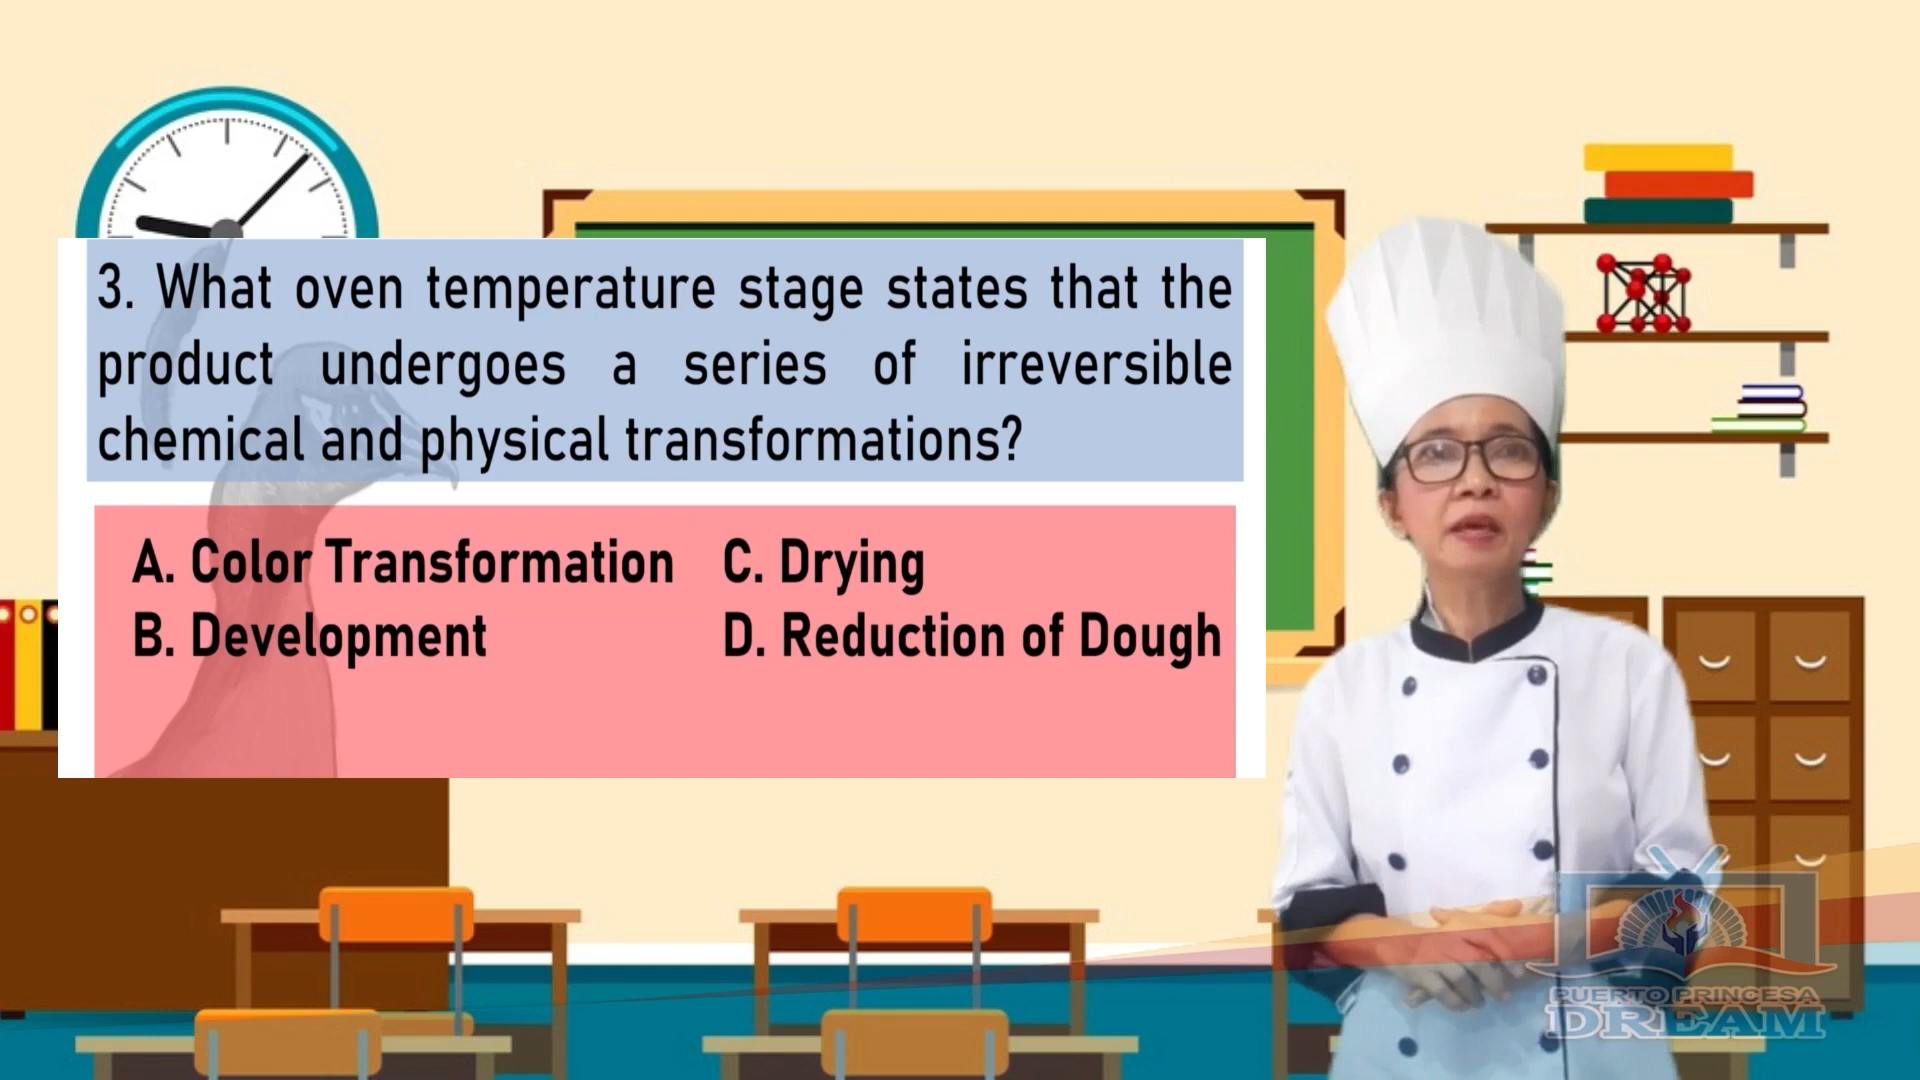 3. What oven temperature stage states that the
product undergoes a series of irreversible
chemical and physical transformations?
A. Color Transformation
B. Development
C. Drying
D. Reduction of Dough
PUERTO PRINCESA
DREAM